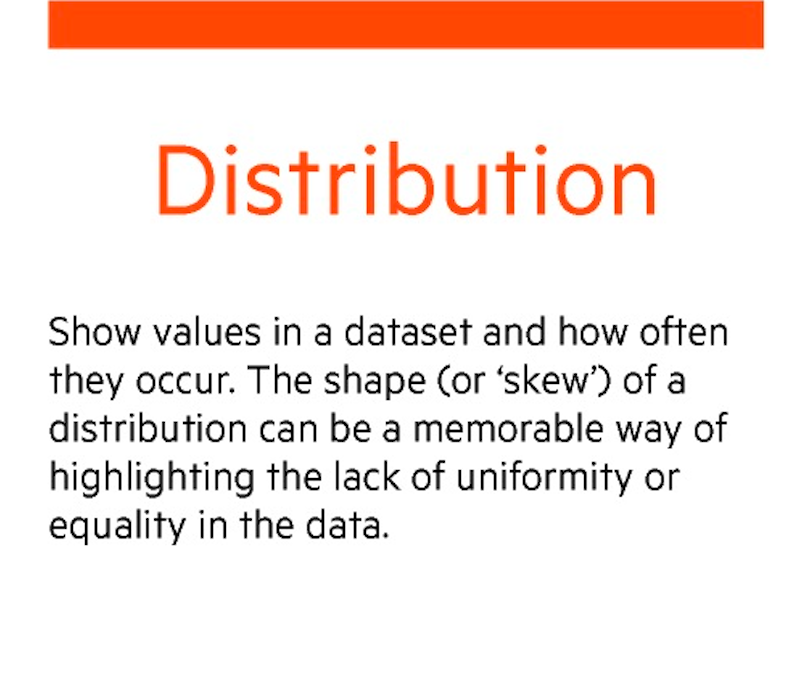 Distribution
Show values in a dataset and how often
they occur. The shape (or ‘skew’) of a
distribution can be a memorable way of
highlighting the lack of uniformity or
equality in the data.